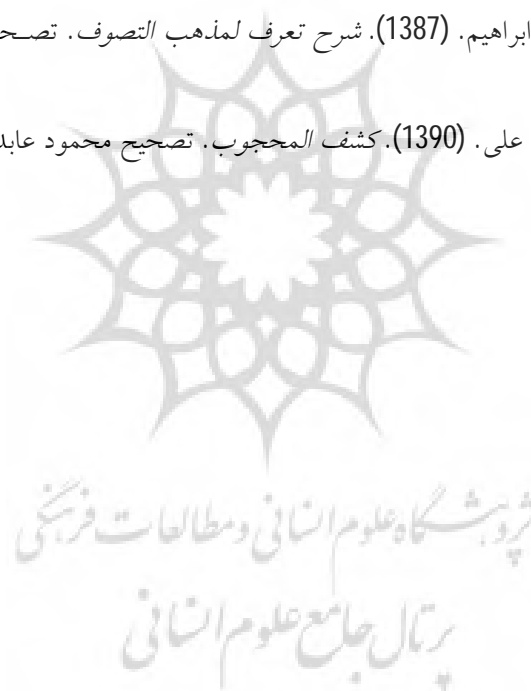 ابراهیم. (1387). شرح تعرف لمذهب التصوف. تصـح
علی. (1390). کشف المحجوب. تصحیح محمود عابد
پژوهشگاه علوم انسانی و مطالعات فرهنگی
پرتال جامع علوم انسانی